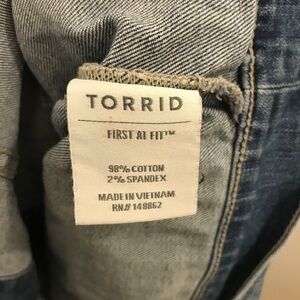 TORRID
FIRST AT FIT™
98% COTTON
2% SPANDEX
MADE IN VIETNAM
RN// 148862